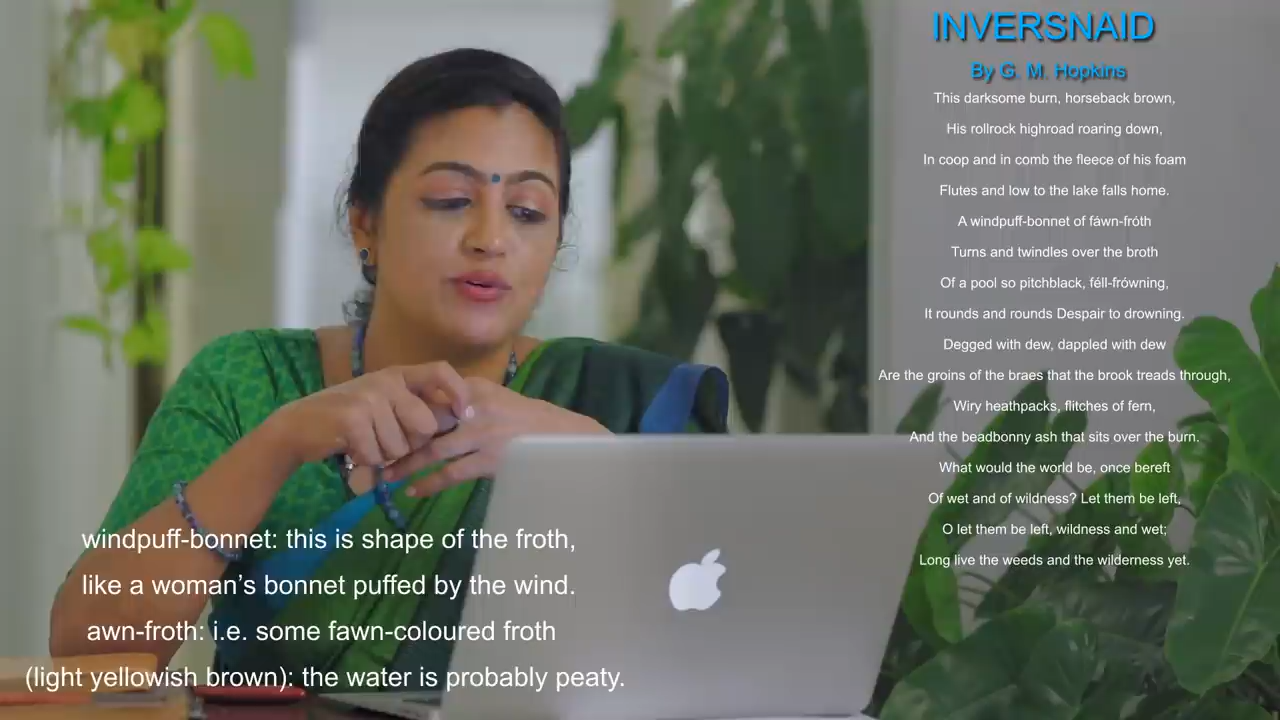 INVERSNAID
By G. M. Hopkins
This darksome burn, horseback brown,
His rollrock highroad roaring down,
In coop and in comb the fleece of his foam
Flutes and low to the lake falls home.
A windpuff-bonnet of fáwn-fróth
Turns and twindles over the broth
Of a pool so pitchblack, féll-frówning,
It rounds and rounds Despair to drowning.
Degged with dew, dappled with dew
Are the groins of the braes that the brook treads through,
Wiry heathpacks, flitches of fern,
And the beadbonny ash that sits over the burn.
What would the world be, once bereft
Of wet and of wildness? Let them be left,
O let them be left, wildness and wet;
Long live the weeds and the wilderness yet.
windpuff-bonnet: this is shape of the froth,
like a woman’s bonnet puffed by the wind.
awn-froth: i.e. some fawn-coloured froth
(light yellowish brown): the water is probably peaty.